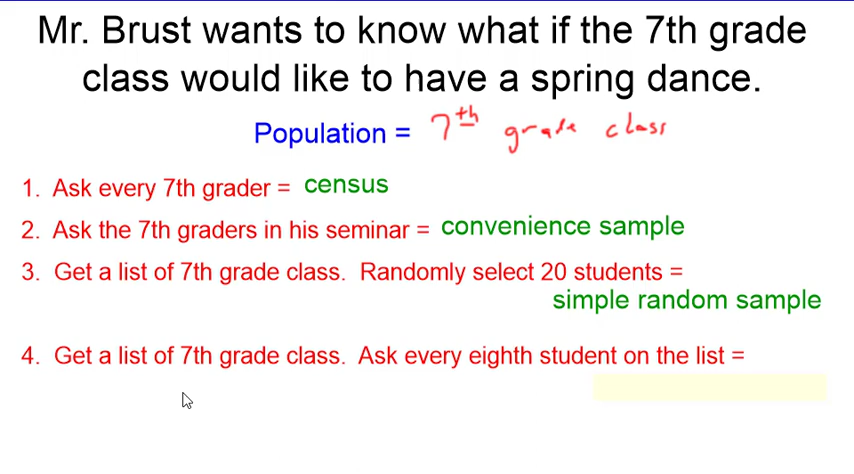 Mr. Brust wants to know what if the 7th grade
class would like to have a spring dance.
Population = 7th grade class
1. Ask every 7th grader = census
2. Ask the 7th graders in his seminar = convenience sample
3. Get a list of 7th grade class. Randomly select 20 students =
simple random sample
4. Get a list of 7th grade class. Ask every eighth student on the list =